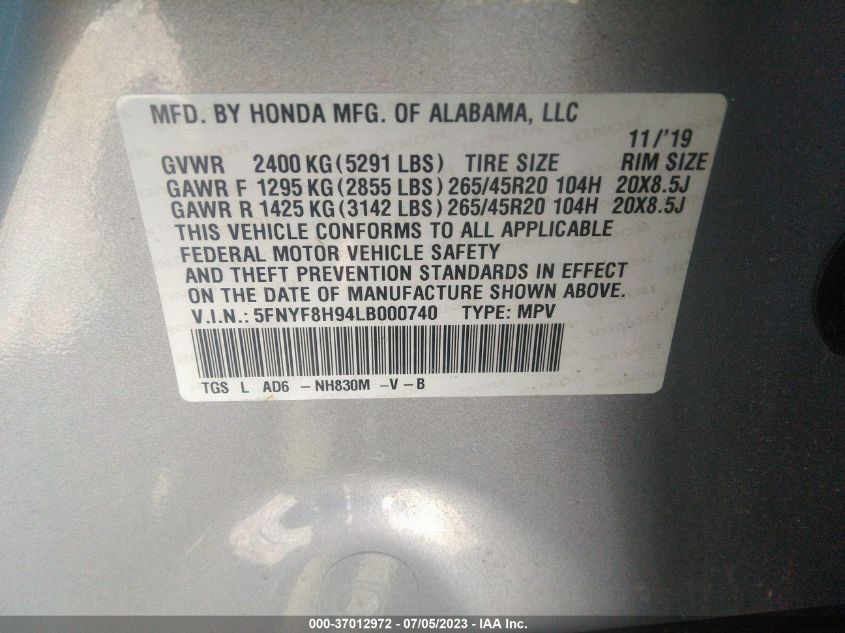 MFD. BY HONDA MFG. OF ALABAMA, LLC
11/'19
GVWR 2400 KG (5291 LBS) TIRE SIZE RIM SIZE
GAWR F 1295 KG (2855 LBS) 265/45R20 104H 20X8.5J
GAWR R 1425 KG (3142 LBS) 265/45R20 104H 20X8.5J
THIS VEHICLE CONFORMS TO ALL APPLICABLE
FEDERAL MOTOR VEHICLE SAFETY
AND THEFT PREVENTION STANDARDS IN EFFECT
ON THE DATE OF MANUFACTURE SHOWN ABOVE.
V.I.N.: 5FNYF8H94LB000740 TYPE: MPV
TGS L AD6 -NH830M -V-B
000-37012972 - 07/05/2023 - IAA Inc.